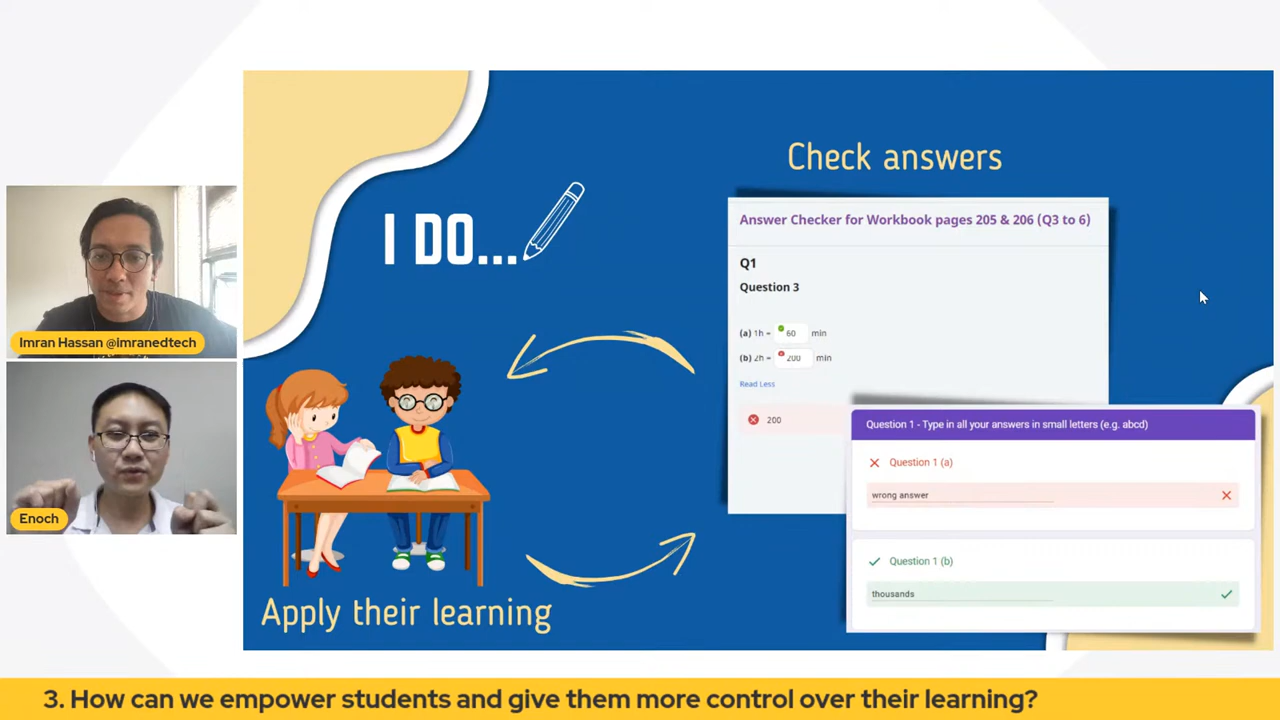 Check answers
I DO...
Answer Checker for Workbook pages 205 & 206 (Q3 to 6)
Q1
Question 3
(a) 1h = 60 min
(b) 2h = 200 min
Read Less
200
Question 1 - Type in all your answers in small letters (e.g. abcd)
Question 1 (a)
wrong answer
Question 1 (b)
thousands
Apply their learning
Imran Hassan @imranedtech
Enoch
3. How can we empower students and give them more control over their learning?